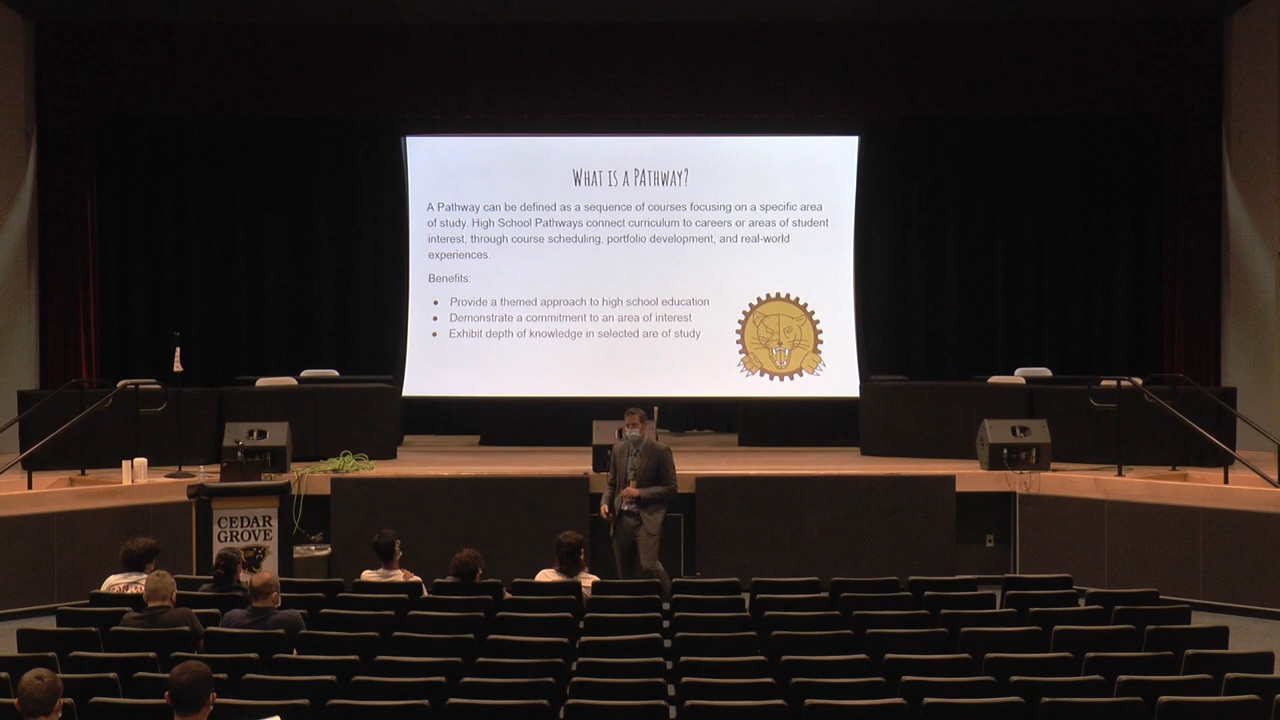 WHAT IS A PATHWAY?
A Pathway can be defined as a sequence of courses focusing on a specific area
of study. High School Pathways connect curriculum to careers or areas of student
interest, through course scheduling, portfolio development, and real-world
experiences.
Benefits:
● Provide a themed approach to high school education
● Demonstrate a commitment to an area of interest
● Exhibit depth of knowledge in selected are of study
CEDAR
GROVE